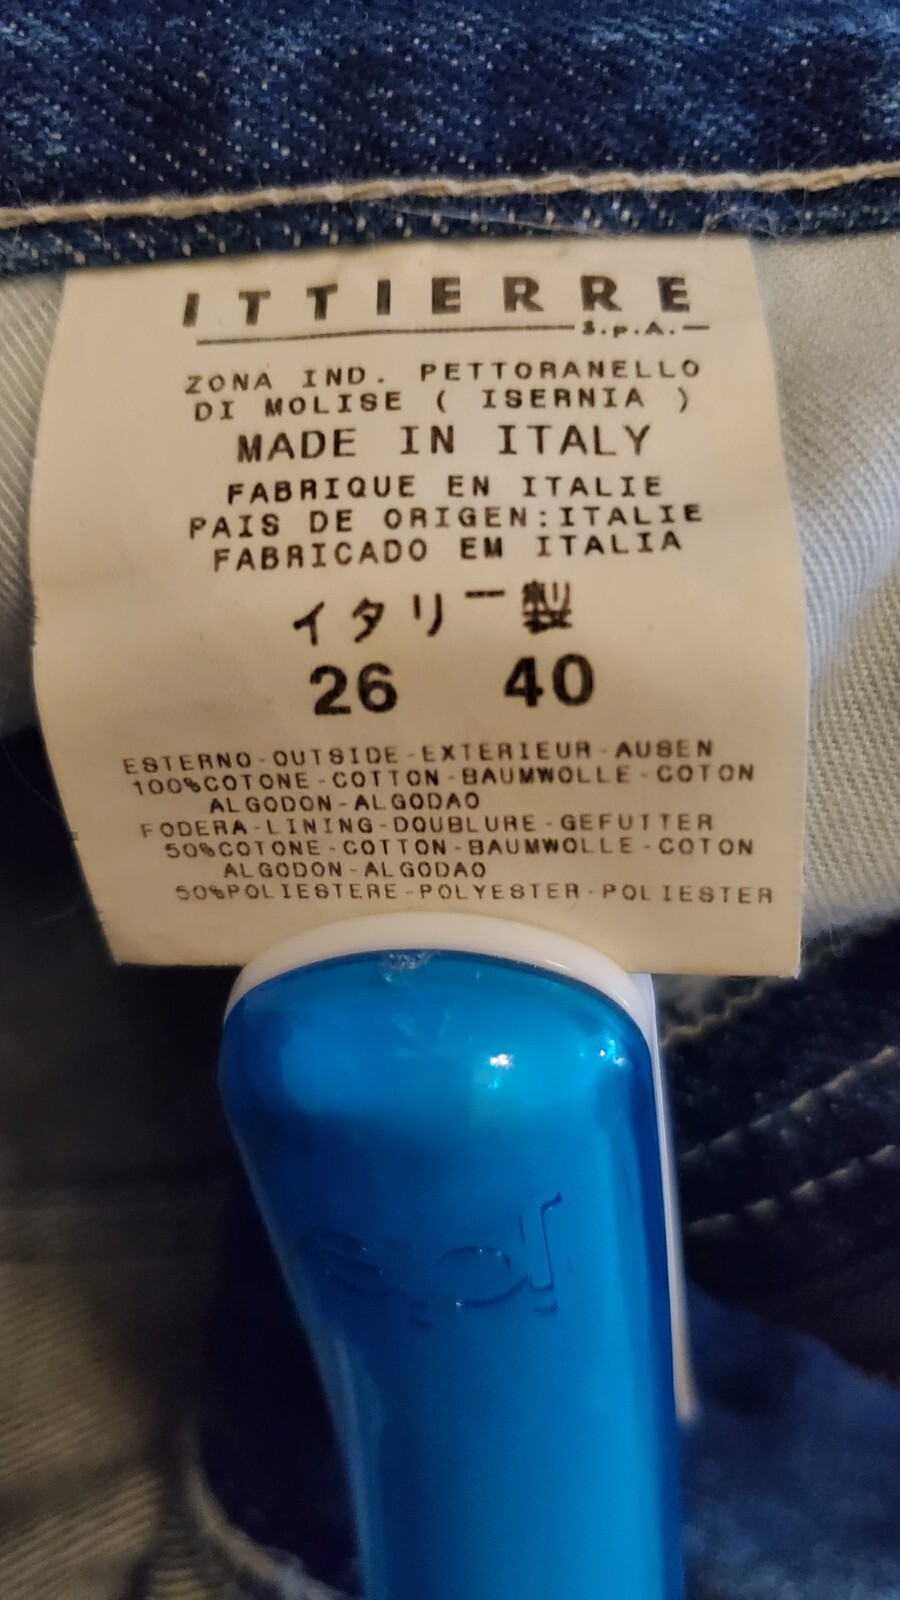 ITTIERRE
S.p.A.
ZONA IND. PETTORANELLO
DI MOLISE ( ISERNIA )
MADE IN ITALY
FABRIQUE EN ITALIE
PAIS DE ORIGEN:ITALIE
FABRICADO EM ITALIA
イタリー製
26 40
ESTERNO-OUTSIDE-EXTERIEUR-AUSEN
100%COTONE-COTTON-BAUMWOLLE-COTON
ALGODON-ALGODAO
FODERA-LINING-DOUBLURE-GEFUTTER
50%COTONE-COTTON-BAUMWOLLE-COTON
ALGODON-ALGODAO
50%POLIESTERE-POLYESTER-POLIESTER